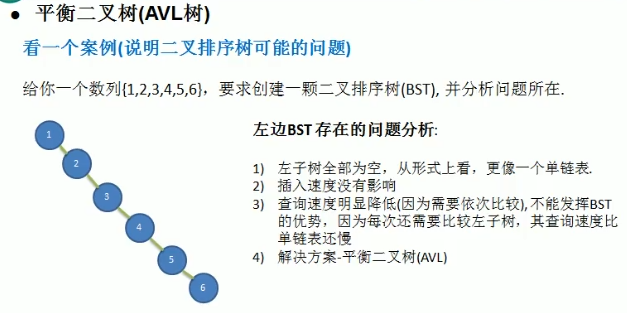 • 平衡二叉树(AVL树)
看一个案例(说明二叉排序树可能的问题)
给你一个数列{1,2,3,4,5,6}，要求创建一颗二叉排序树(BST), 并分析问题所在.
左边BST 存在的问题分析:
1) 左子树全部为空，从形式上看，更像一个单链表.
2) 插入速度没有影响
3) 查询速度明显降低(因为需要依次比较), 不能发挥BST
的优势，因为每次还需要比较左子树，其查询速度比
单链表还慢
4) 解决方案-平衡二叉树(AVL)
1
2
3
4
5
6